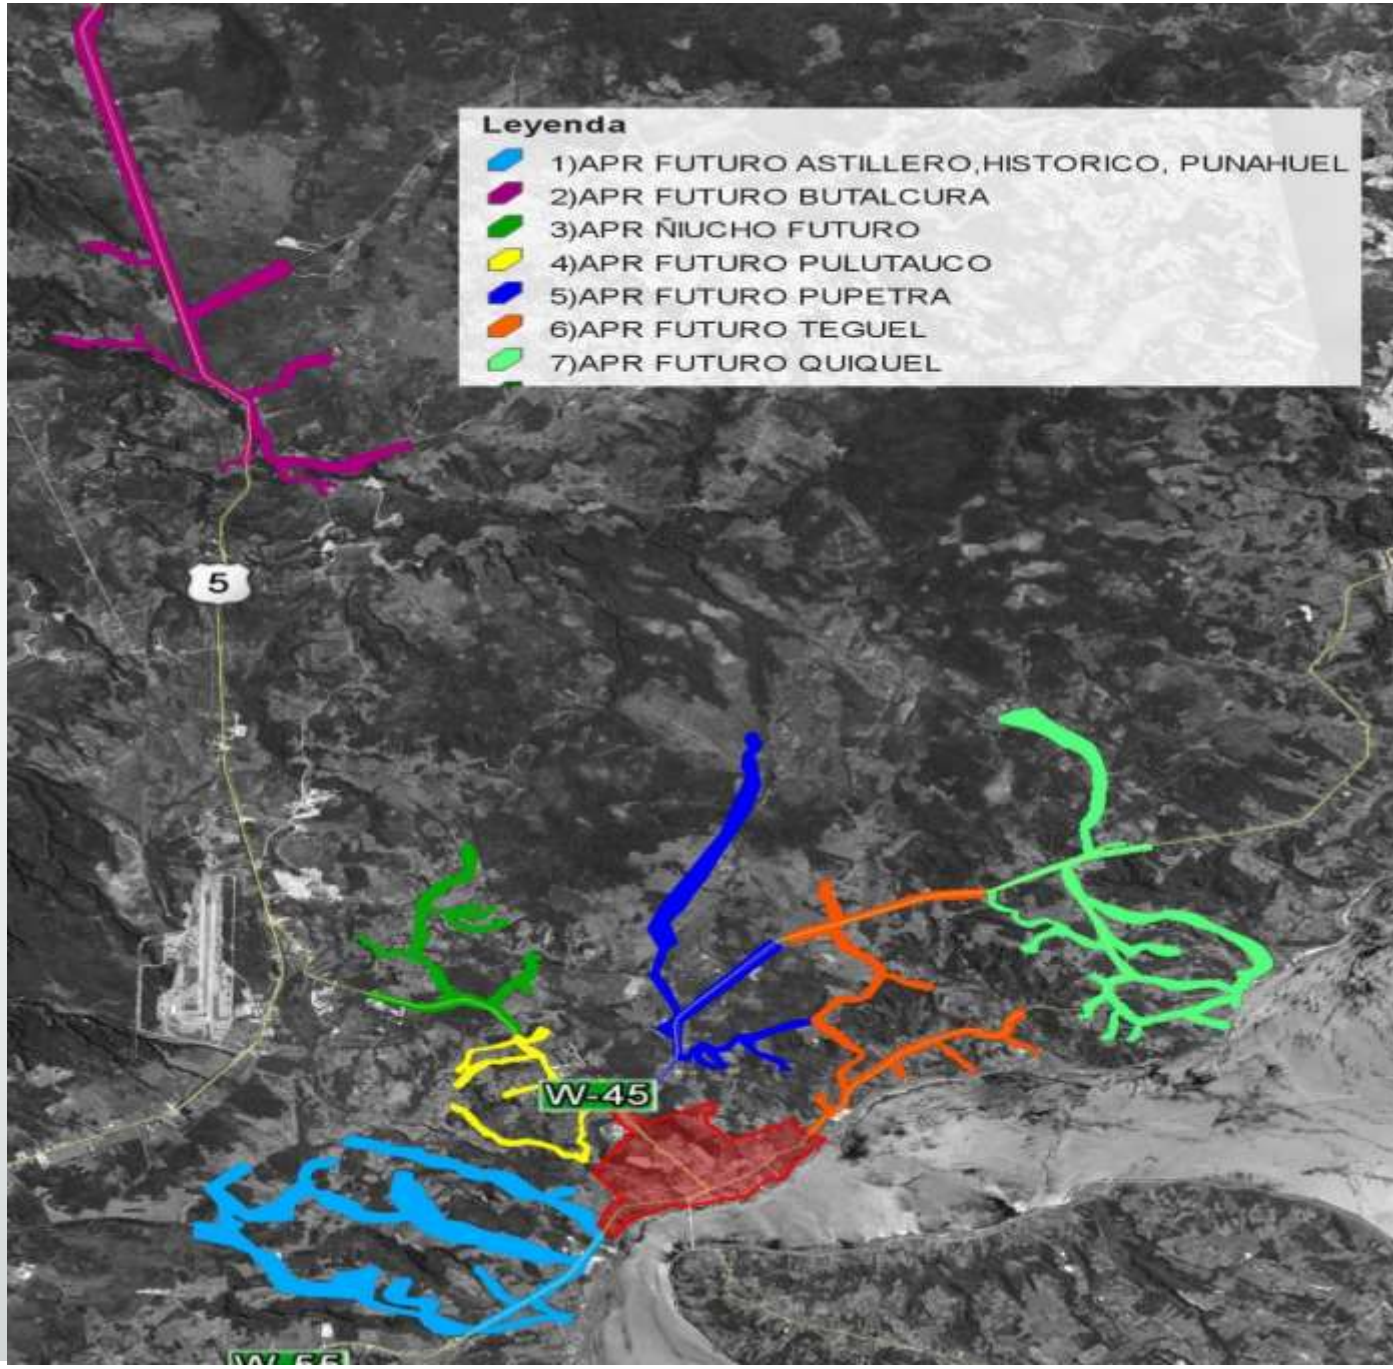 Leyenda
1)APR FUTURO ASTILLERO,HISTORICO, PUNAHUEL
2)APR FUTURO BUTALCURA
3)APR ÑIUCHO FUTURO
4)APR FUTURO PULUTAUCO
5)APR FUTURO PUPETRA
6)APR FUTURO TEGUEL
7)APR FUTURO QUIQUEL
5
W-45
W-55